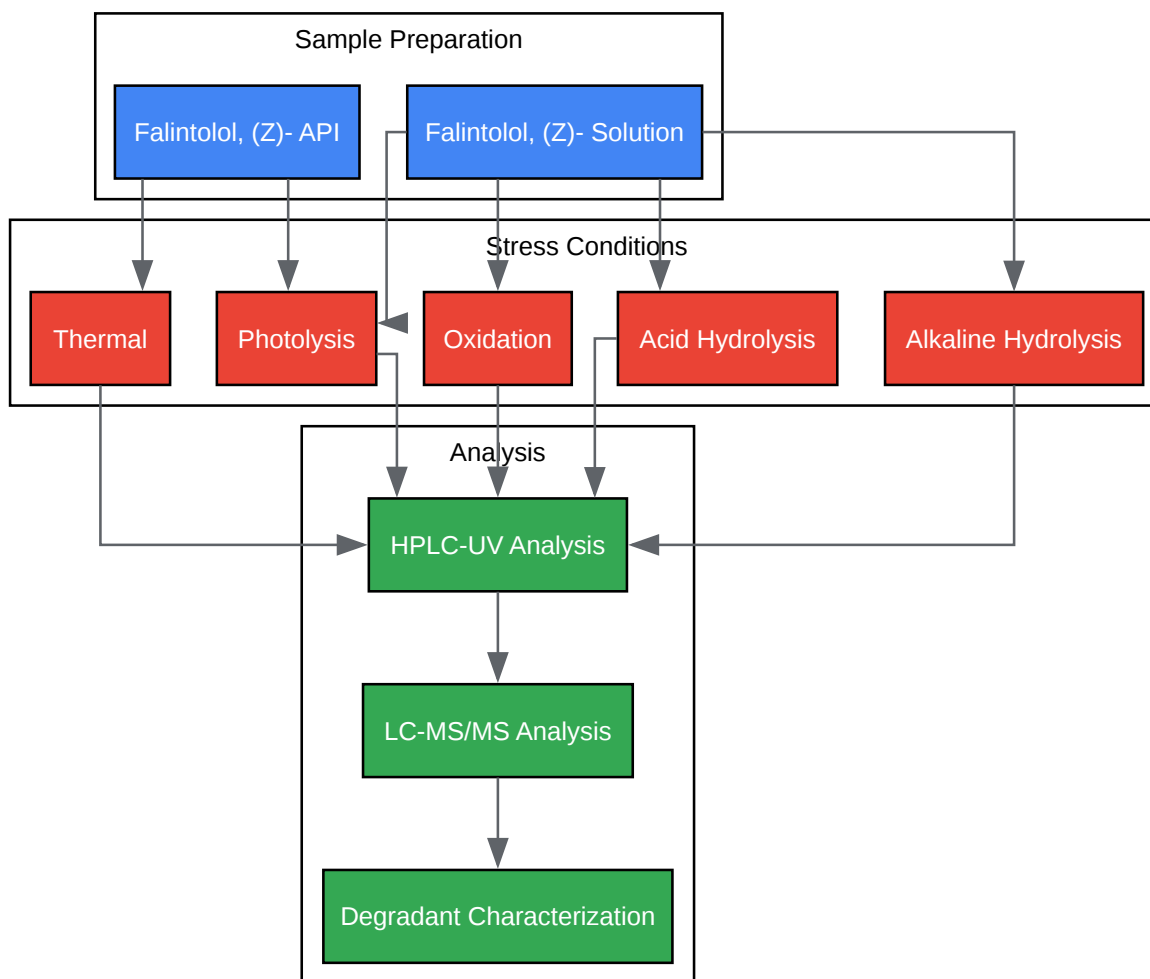 Sample Preparation
Falintolol, (Z)- API
Falintolol, (Z)- Solution
Stress Conditions
Thermal
Photolysis
Oxidation
Acid Hydrolysis
Alkaline Hydrolysis
Analysis
HPLC-UV Analysis
LC-MS/MS Analysis
Degradant Characterization